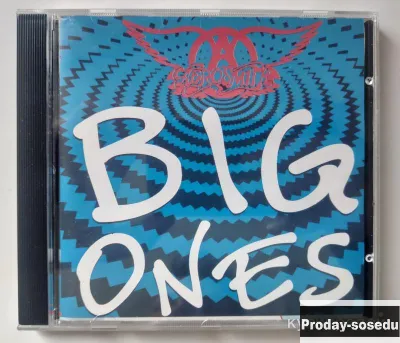 AEROSMITH
BIG
ONES
Proday-sosedu